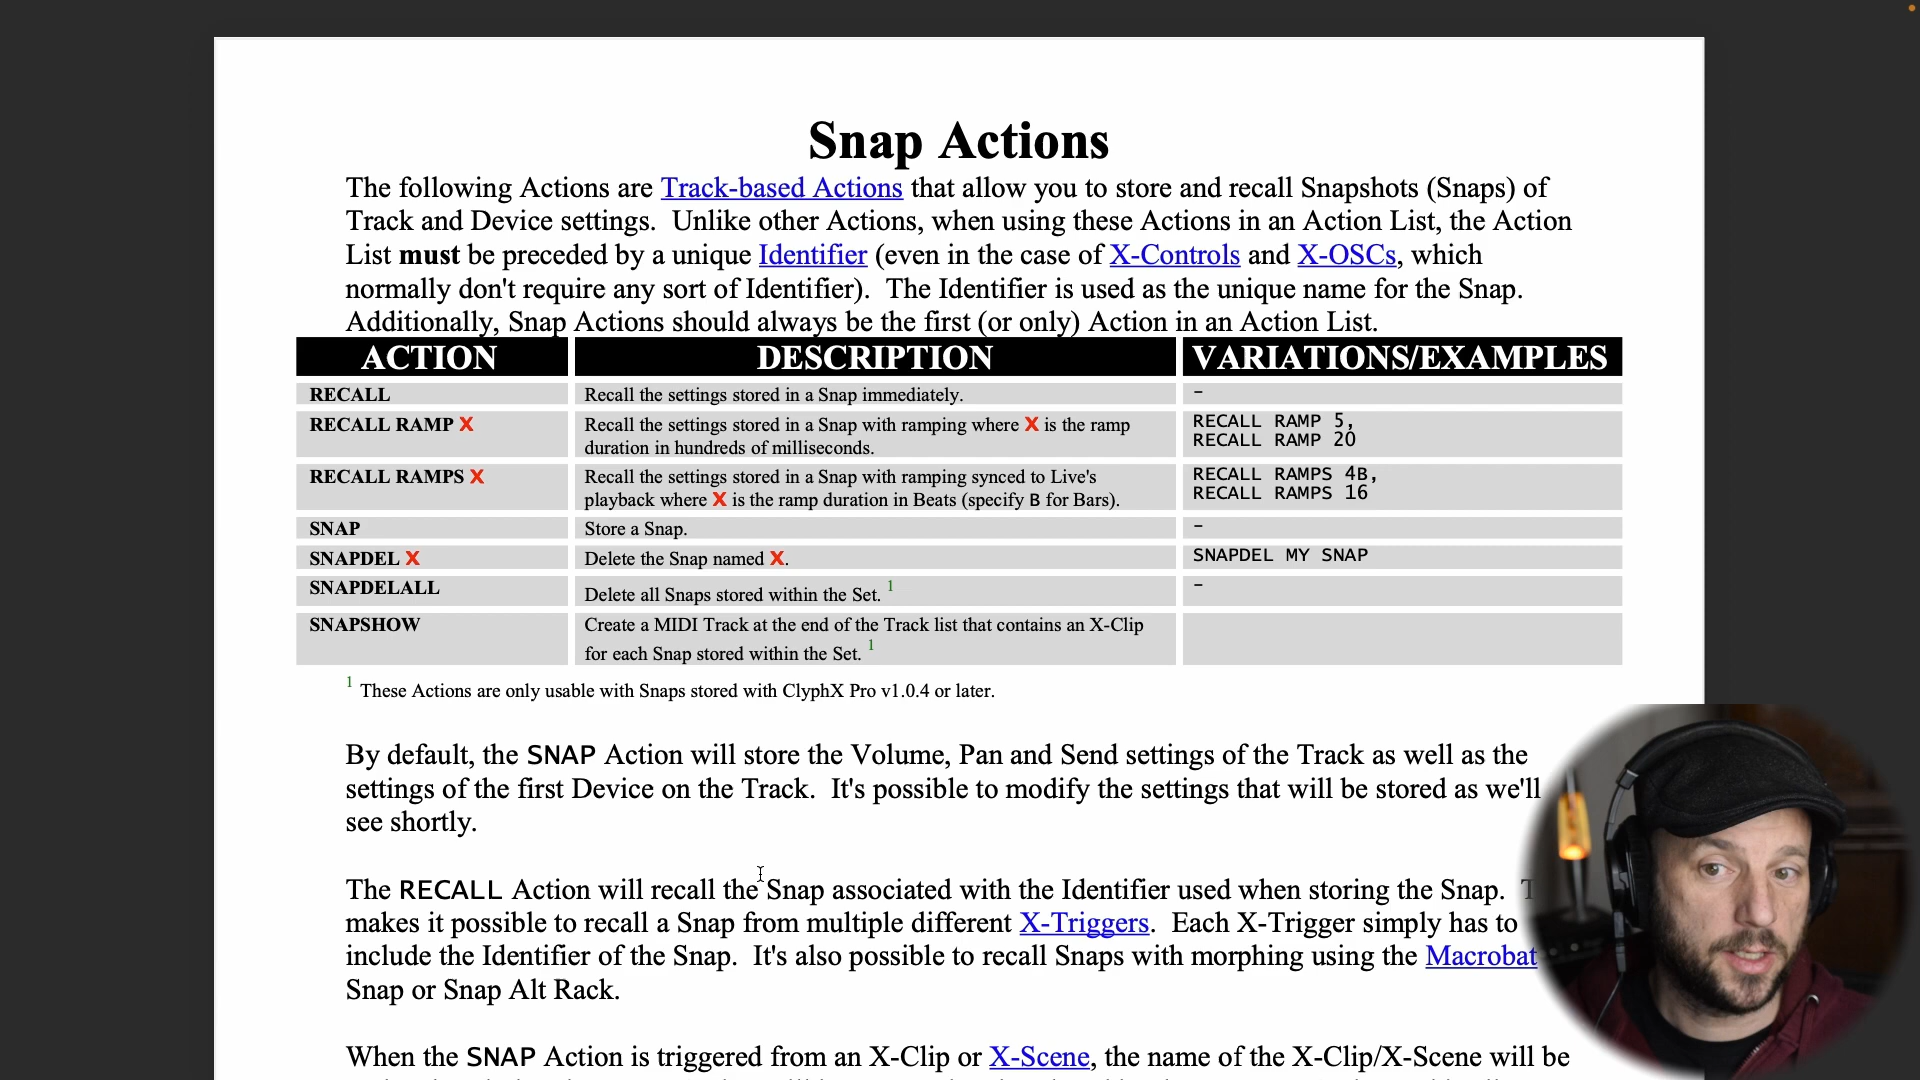 Snap Actions
The following Actions are Track-based Actions that allow you to store and recall Snapshots (Snaps) of
Track and Device settings.  Unlike other Actions, when using these Actions in an Action List, the Action
List must be preceded by a unique Identifier (even in the case of X-Controls and X-OSCs, which
normally don't require any sort of Identifier).  The Identifier is used as the unique name for the Snap.
Additionally, Snap Actions should always be the first (or only) Action in an Action List.
ACTION DESCRIPTION VARIATIONS/EXAMPLES
RECALL Recall the settings stored in a Snap immediately. -
RECALL RAMP X Recall the settings stored in a Snap with ramping where X is the ramp
duration in hundreds of milliseconds.
RECALL RAMP 5,
RECALL RAMP 20
RECALL RAMPS X Recall the settings stored in a Snap with ramping synced to Live's
playback where X is the ramp duration in Beats (specify B for Bars).
RECALL RAMPS 4B,
RECALL RAMPS 16
SNAP Store a Snap. -
SNAPDEL X Delete the Snap named X. SNAPDEL MY SNAP
SNAPDELALL Delete all Snaps stored within the Set. 1 -
SNAPSHOW Create a MIDI Track at the end of the Track list that contains an X-Clip
for each Snap stored within the Set. 1
1 These Actions are only usable with Snaps stored with ClyphX Pro v1.0.4 or later.
By default, the SNAP Action will store the Volume, Pan and Send settings of the Track as well as the
settings of the first Device on the Track.  It's possible to modify the settings that will be stored as we'll
see shortly.
The RECALL Action will recall the Snap associated with the Identifier used when storing the Snap.
makes it possible to recall a Snap from multiple different X-Triggers.  Each X-Trigger simply has to
include the Identifier of the Snap.  It's also possible to recall Snaps with morphing using the Macrobat
Snap or Snap Alt Rack.
When the SNAP Action is triggered from an X-Clip or X-Scene, the name of the X-Clip/X-Scene will be